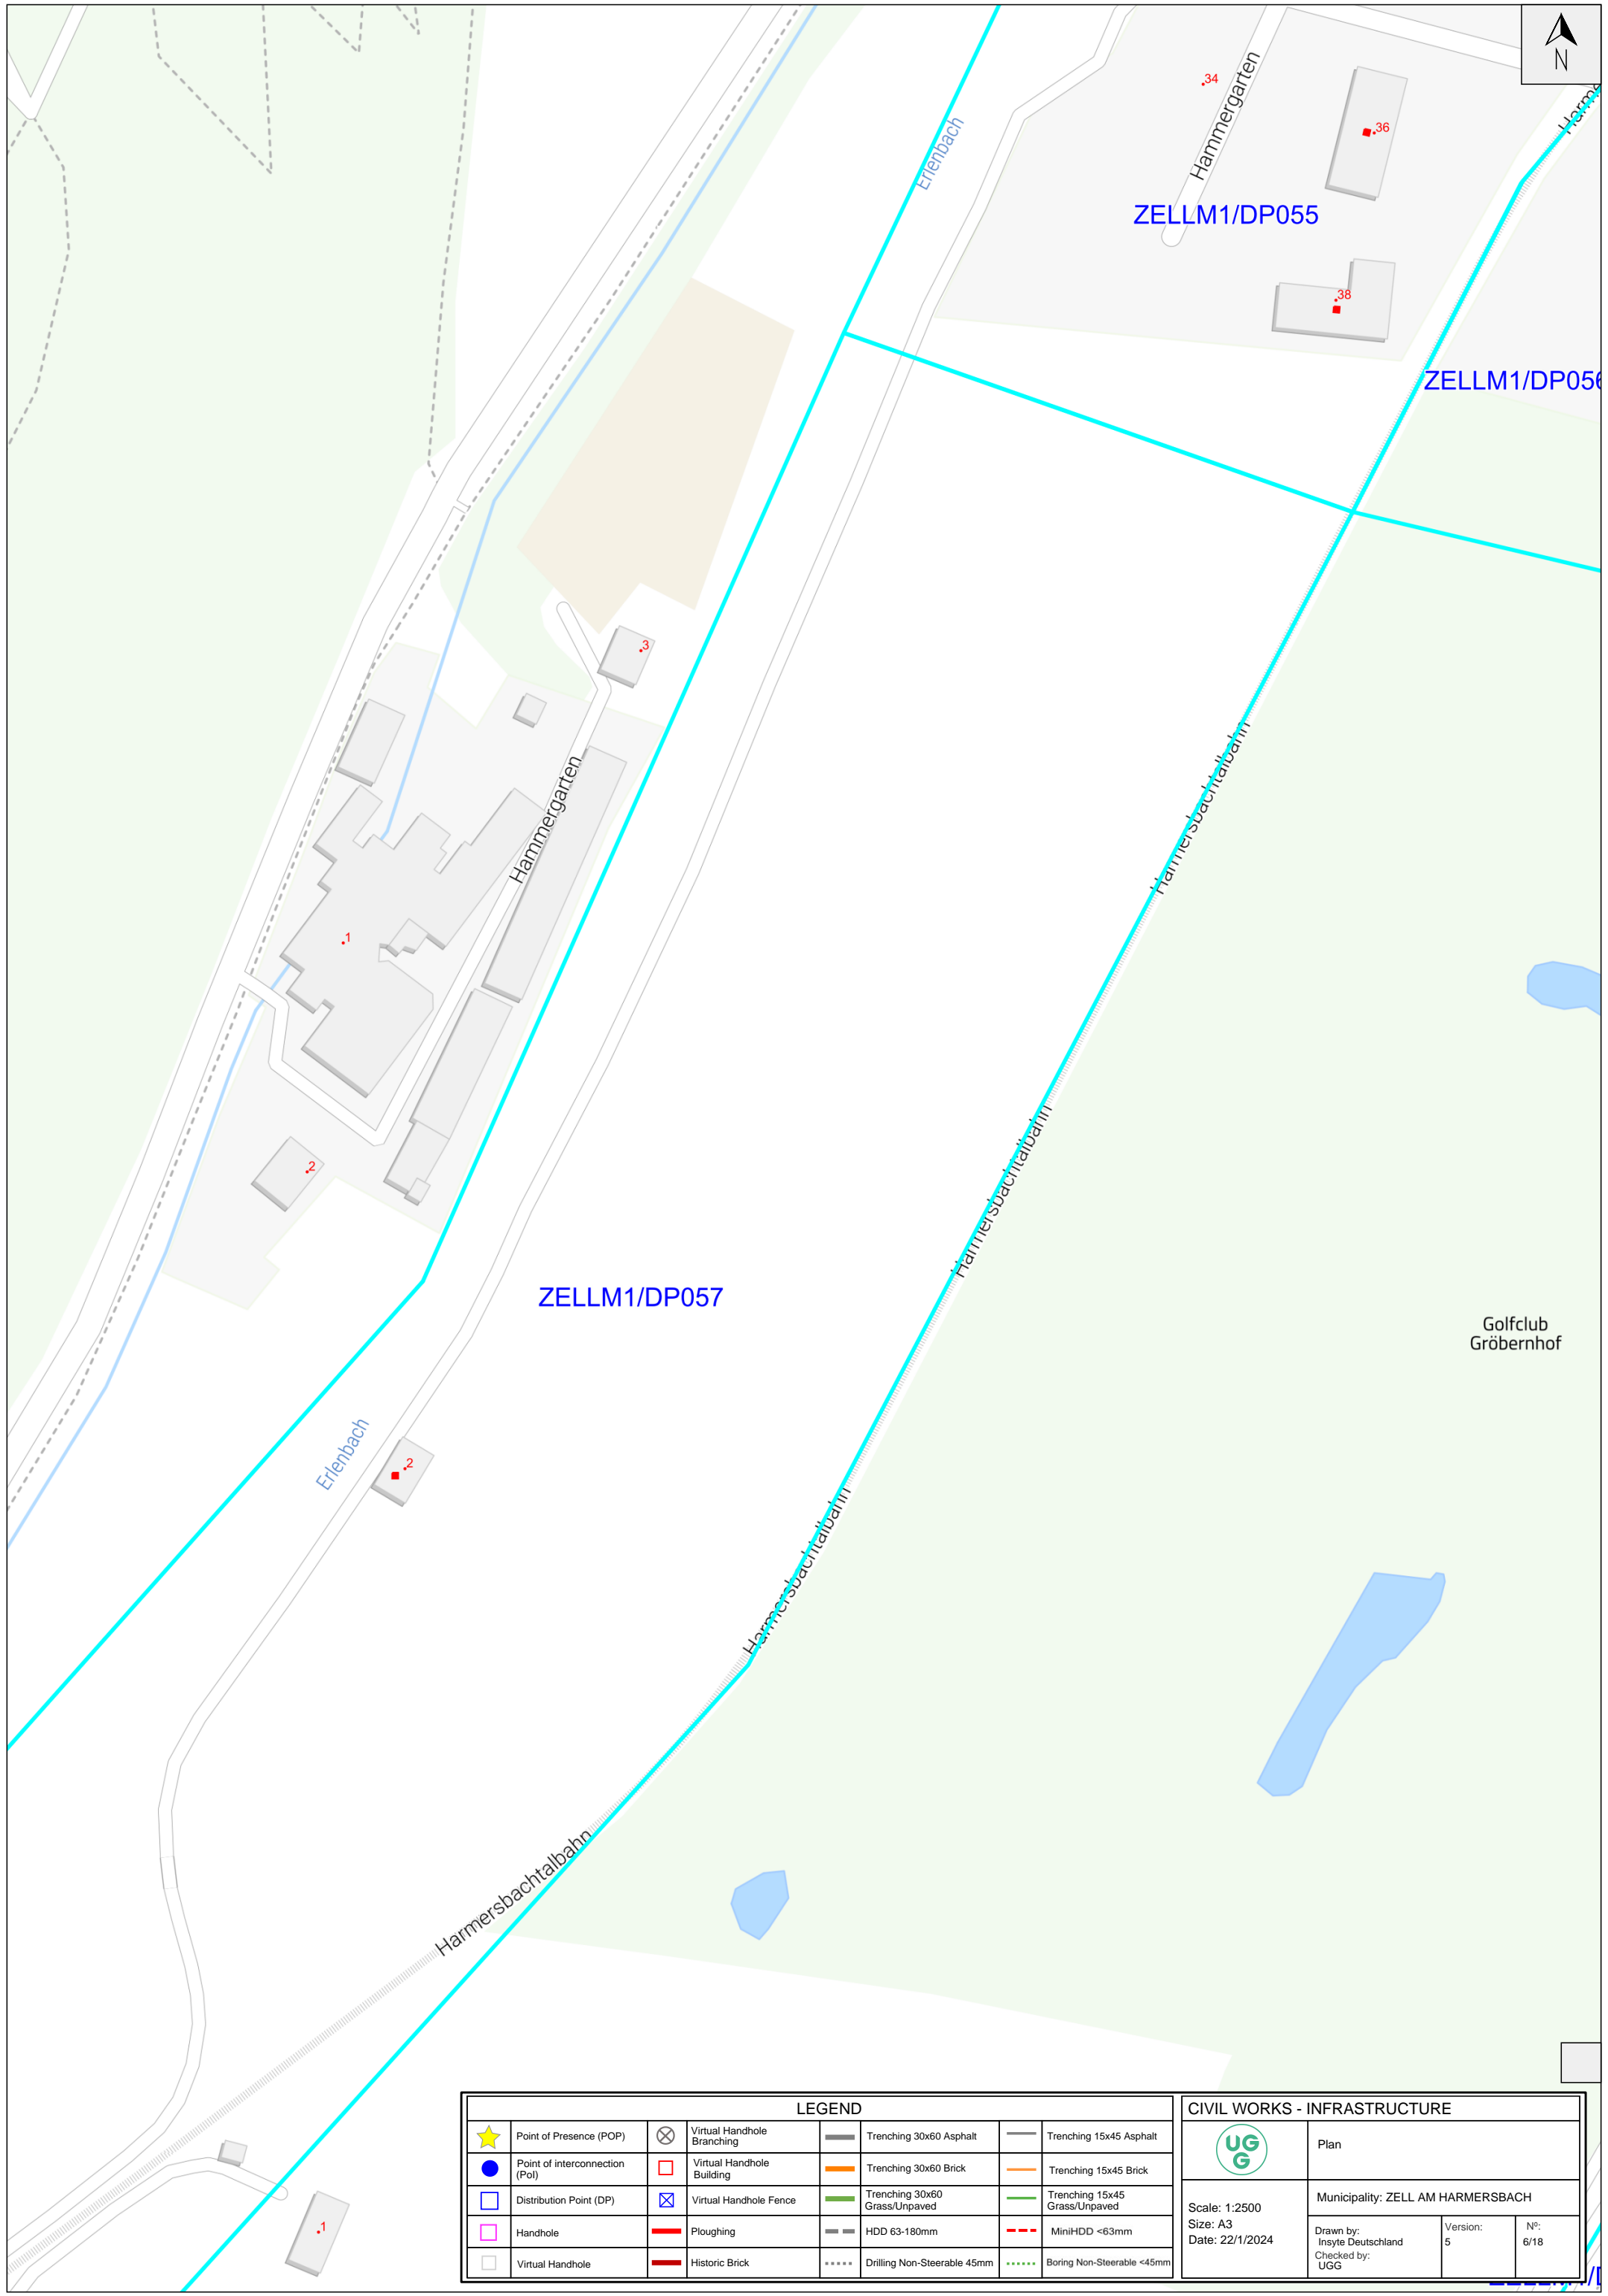 N
34
36
Hammergarten
Erlenbach
ZELLM1/DP055
38
ZELLM1/DP056
3
Hammergarten
Harmersbachtalbahn
1
Harmersbachtalbahn
2
ZELLM1/DP057
Golfclub
Gröbernhof
Erlenbach
2
Harmersbachtalbahn
Harmersbachtalbahn
1
LEGEND
Point of Presence (POP)
Virtual Handhole
Branching
Trenching 30x60 Asphalt
Trenching 15x45 Asphalt
Point of interconnection
(PoI)
Virtual Handhole
Building
Trenching 30x60 Brick
Trenching 15x45 Brick
Distribution Point (DP)
Virtual Handhole Fence
Trenching 30x60
Grass/Unpaved
Trenching 15x45
Grass/Unpaved
Handhole
Ploughing
HDD 63-180mm
MiniHDD <63mm
Virtual Handhole
Historic Brick
Drilling Non-Steerable 45mm
Boring Non-Steerable <45mm
CIVIL WORKS - INFRASTRUCTURE
UGG
Plan
Scale: 1:2500
Size: A3
Date: 22/1/2024
Municipality: ZELL AM HARMERSBACH
Drawn by:
Insyte Deutschland
Checked by:
UGG
Version:
5
Nº:
6/18